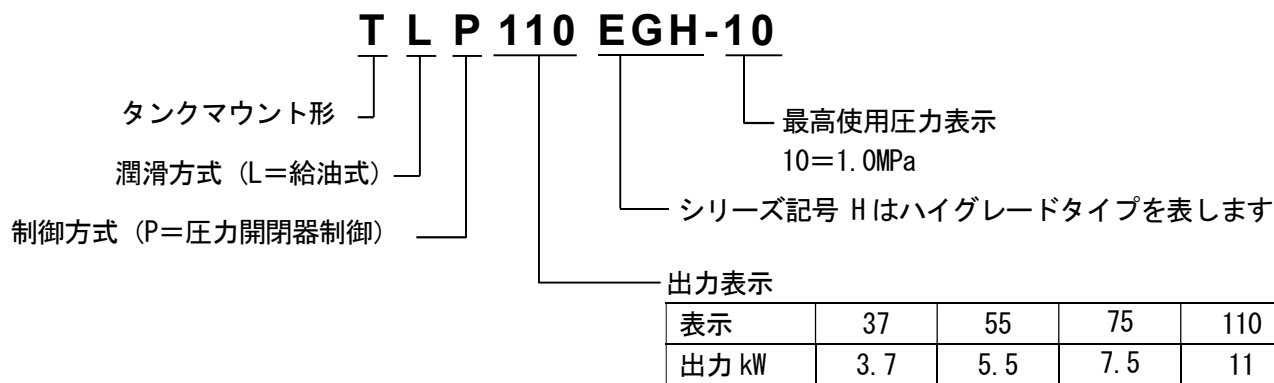 TLP110EGH-10
タンクマウント形
最高使用圧力表示
10=1.0MPa
潤滑方式（L=給油式）
シリーズ記号 Hはハイグレードタイプを表します
制御方式（P=圧力開閉器制御）
出力表示
表示 37 55 75 110
出力 kW 3.7 5.5 7.5 11